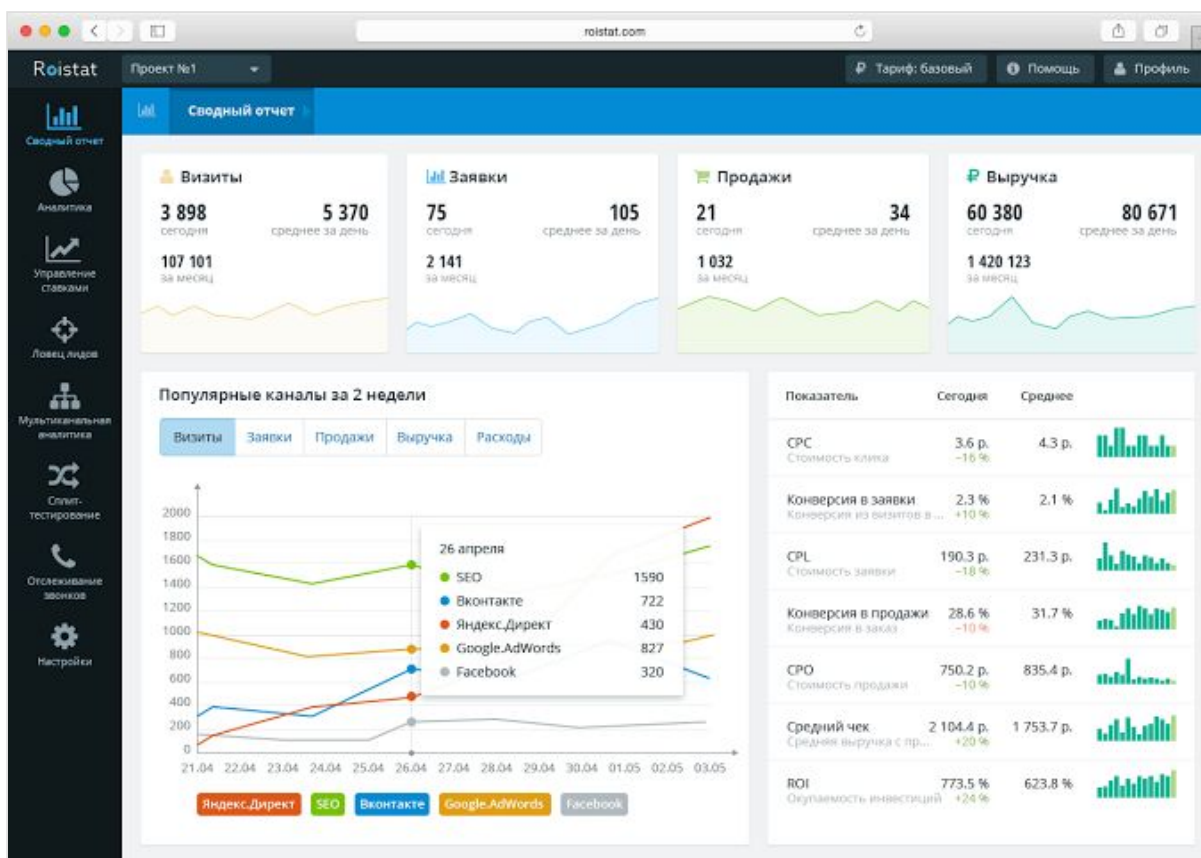 roistat.com
Roistat
Проект №1
Тариф: базовый
Помощь
Профиль
Сводный отчет
Сводный отчет
Аналитика
Управление
ставками
Ловец лидов
Мультиканальная
аналитика
Сплит-
тестирование
Отслеживание
звонков
Настройки
Визиты
3 898 5 370
сегодня среднее за день
107 101
за месяц
Заявки
75 105
сегодня среднее за день
2 141
за месяц
Продажи
21 34
сегодня среднее за день
1 032
за месяц
Выручка
60 380 80 671
сегодня среднее за день
1 420 123
за месяц
Популярные каналы за 2 недели
Визиты Заявки Продажи Выручка Расходы
2000
1800
1600
1400
1200
1000
800
600
400
200
0
21.04 22.04 23.04 24.04 25.04 26.04 27.04 28.04 29.04 30.04 01.05 02.05 03.05
26 апреля
SEO 1590
Вконтакте 722
Яндекс.Директ 430
Google.AdWords 827
Facebook 320
Яндекс.Директ SEO Вконтакте Google.AdWords Facebook
Показатель Сегодня Среднее
CPC 3.6 р. 4.3 р.
Стоимость клика −16 %
Конверсия в заявки 2.3 % 2.1 %
Конверсия из визитов в ... +10 %
CPL 190.3 р. 231.3 р.
Стоимость заявки −18 %
Конверсия в продажи 28.6 % 31.7 %
Конверсия в заказ −10 %
CPO 750.2 р. 835.4 р.
Стоимость продажи −10 %
Средний чек 2 104.4 р. 1 753.7 р.
Средняя выручка с пр... +20 %
ROI 773.5 % 623.8 %
Окупаемость инвестиций +24 %